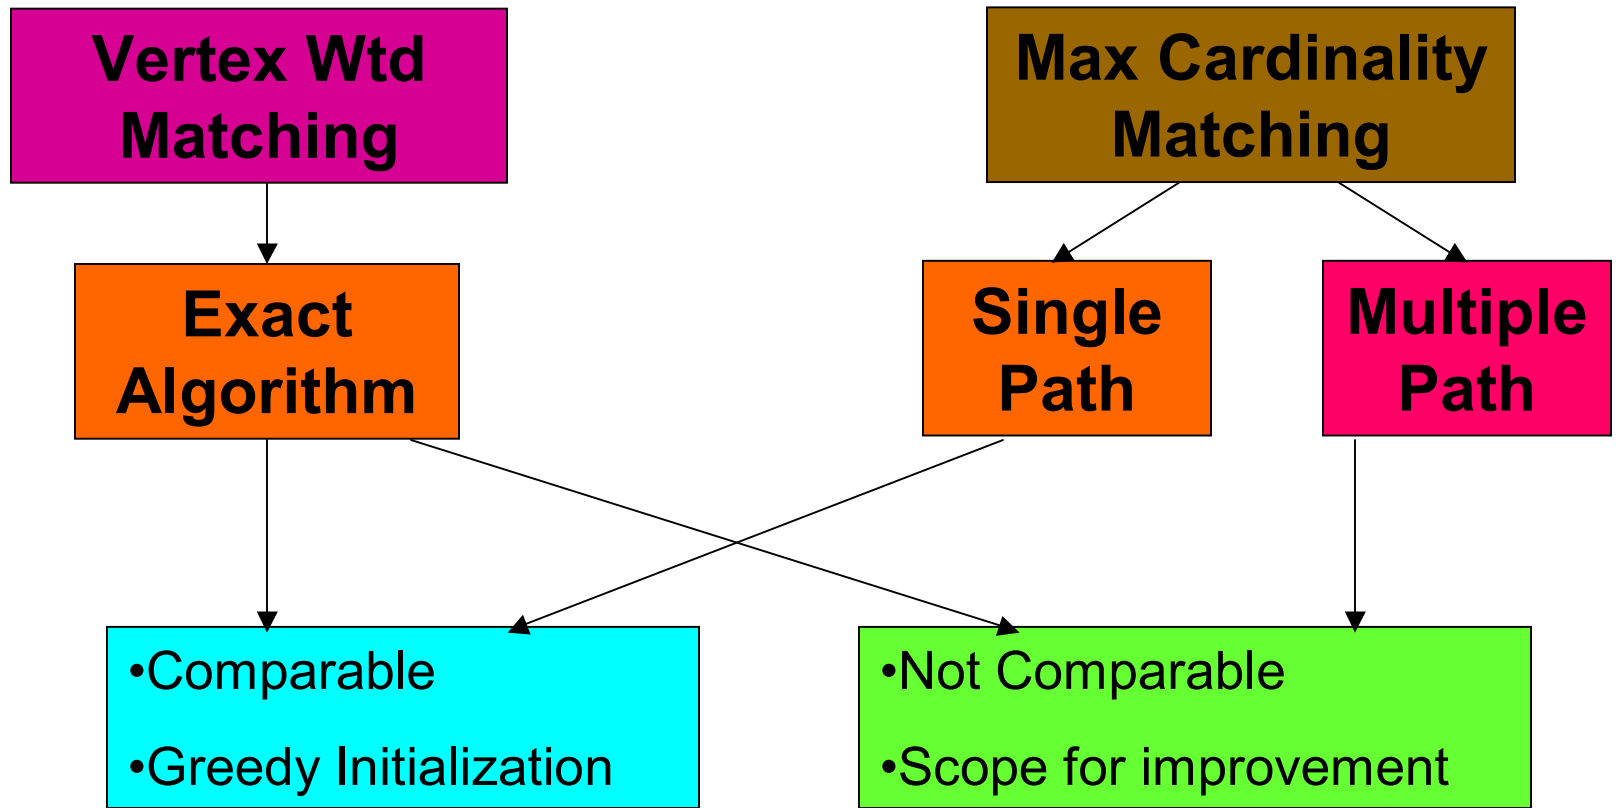 Vertex Wtd
Matching
Max Cardinality
Matching
Exact
Algorithm
Single
Path
Multiple
Path
•Comparable
•Greedy Initialization
•Not Comparable
•Scope for improvement